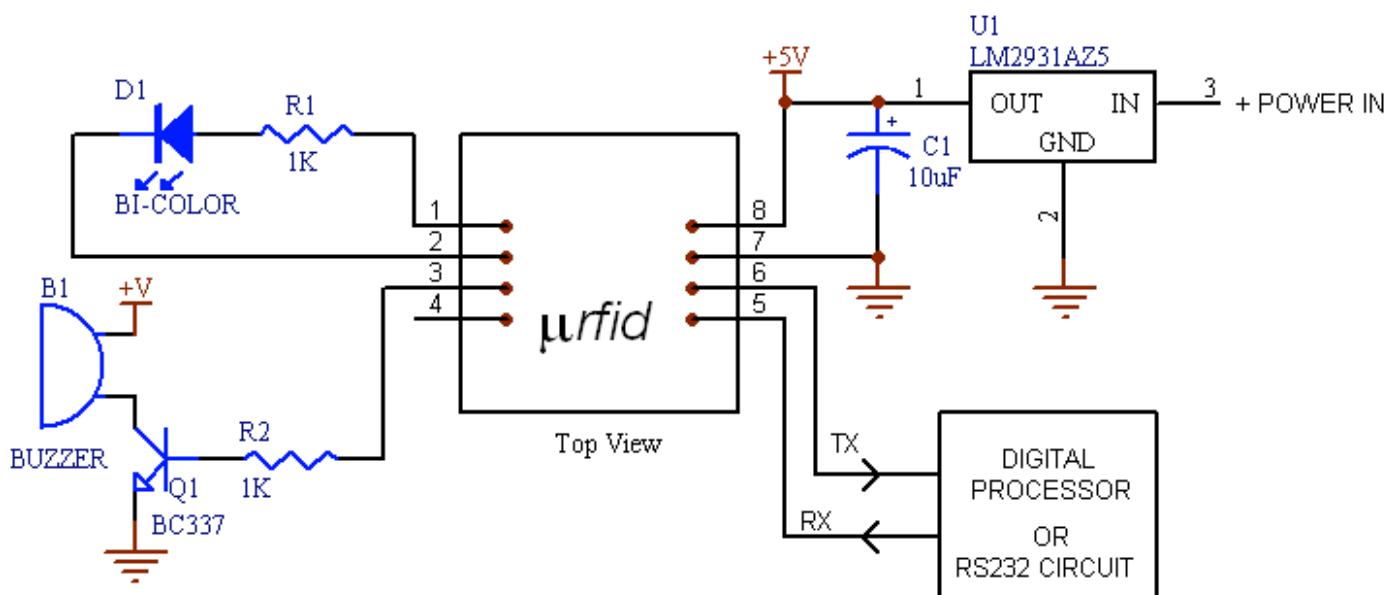 U1
LM2931AZ5
+5V
1
OUT
IN
3
+ POWER IN
GND
2
+
C1
10uF
D1
R1
1K
BI-COLOR
1
2
3
4
8
7
6
5
µrfid
Top View
B1
+V
BUZZER
R2
1K
Q1
BC337
TX
RX
DIGITAL
PROCESSOR
OR
RS232 CIRCUIT